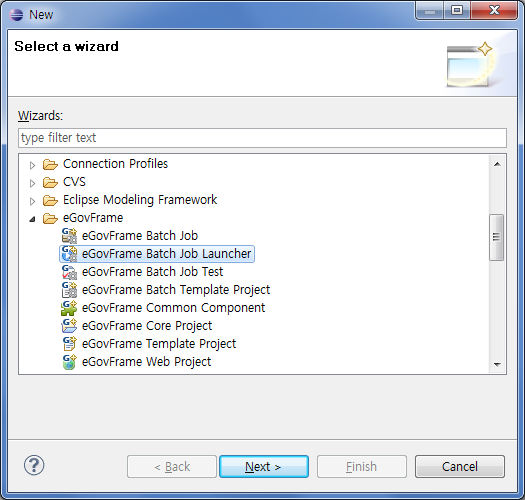 New
Select a wizard
Wizards:
type filter text
Connection Profiles
CVS
Eclipse Modeling Framework
eGovFrame
eGovFrame Batch Job
eGovFrame Batch Job Launcher
eGovFrame Batch Job Test
eGovFrame Batch Template Project
eGovFrame Common Component
eGovFrame Core Project
eGovFrame Template Project
eGovFrame Web Project
?
< Back
Next >
Finish
Cancel